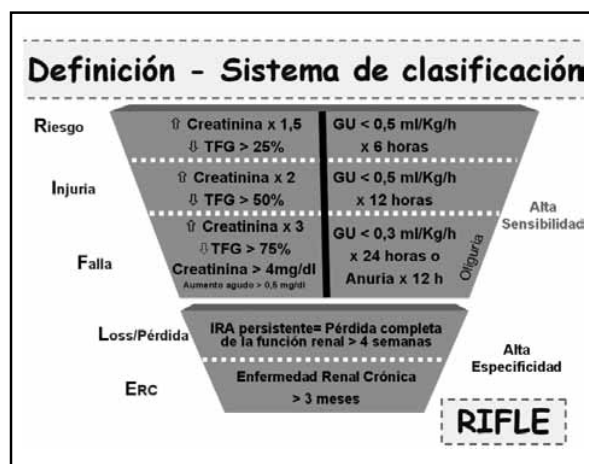 Definición - Sistema de clasificación
Riesgo
⇧ Creatinina x 1,5
⇩ TFG > 25%
GU < 0,5 ml/Kg/h
x 6 horas
Injuria
⇧ Creatinina x 2
⇩ TFG > 50%
GU < 0,5 ml/Kg/h
x 12 horas
Falla
⇧ Creatinina x 3
⇩TFG > 75%
Creatinina > 4mg/dl
Aumento agudo > 0,5 mg/dl
GU < 0,3 ml/Kg/h
x 24 horas o
Anuria x 12 h
Oliguria
Alta
Sensibilidad
Loss/Pérdida
IRA persistente= Pérdida completa
de la función renal > 4 semanas
ERC
Enfermedad Renal Crónica
> 3 meses
Alta
Especificidad
RIFLE